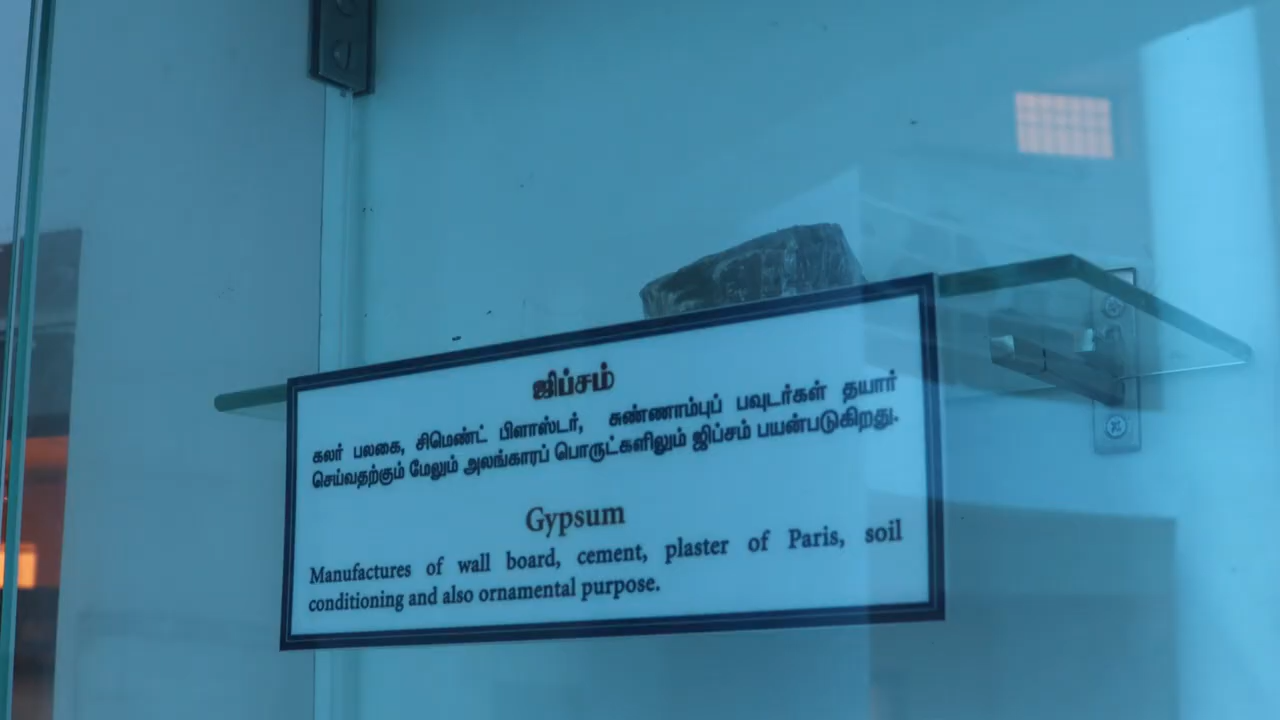 ஜிப்சம்
கலர் பலகை, சிமெண்ட் பிளாஸ்டர், சுண்ணாம்புப் பவுடர்கள் தயார்
செய்வதற்கும் மேலும் அலங்காரப் பொருட்களிலும் ஜிப்சம் பயன்படுகிறது.
Gypsum
Manufactures of wall board, cement, plaster of Paris, soil
conditioning and also ornamental purpose.